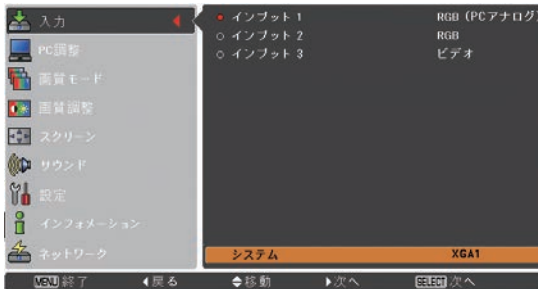 入力
PC調整
画質モード
画質調整
スクリーン
サウンド
設定
インフォメーション
ネットワーク
インプット 1 RGB (PCアナログ)
インプット 2 RGB
インプット 3 ビデオ
システム XGA1
MENU 終了 ◀戻る ◆移動 ▶次へ SELECT 次へ